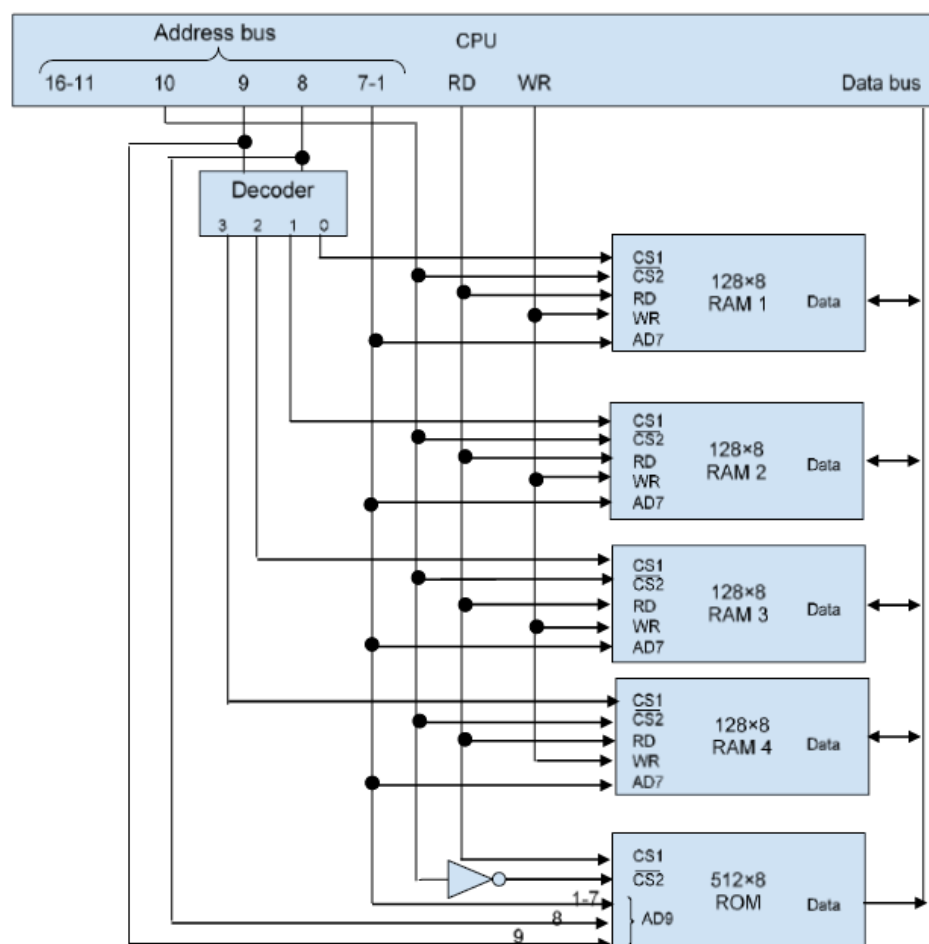 Address bus
CPU
16-11 10 9 8 7-1 RD WR Data bus
Decoder
3 2 1 0
CS1
CS2
RD
WR
AD7
128×8
RAM 1
Data
CS1
CS2
RD
WR
AD7
128×8
RAM 2
Data
CS1
CS2
RD
WR
AD7
128×8
RAM 3
Data
CS1
CS2
RD
WR
AD7
128×8
RAM 4
Data
1-7
8
9
CS1
CS2
AD9
512×8
ROM
Data